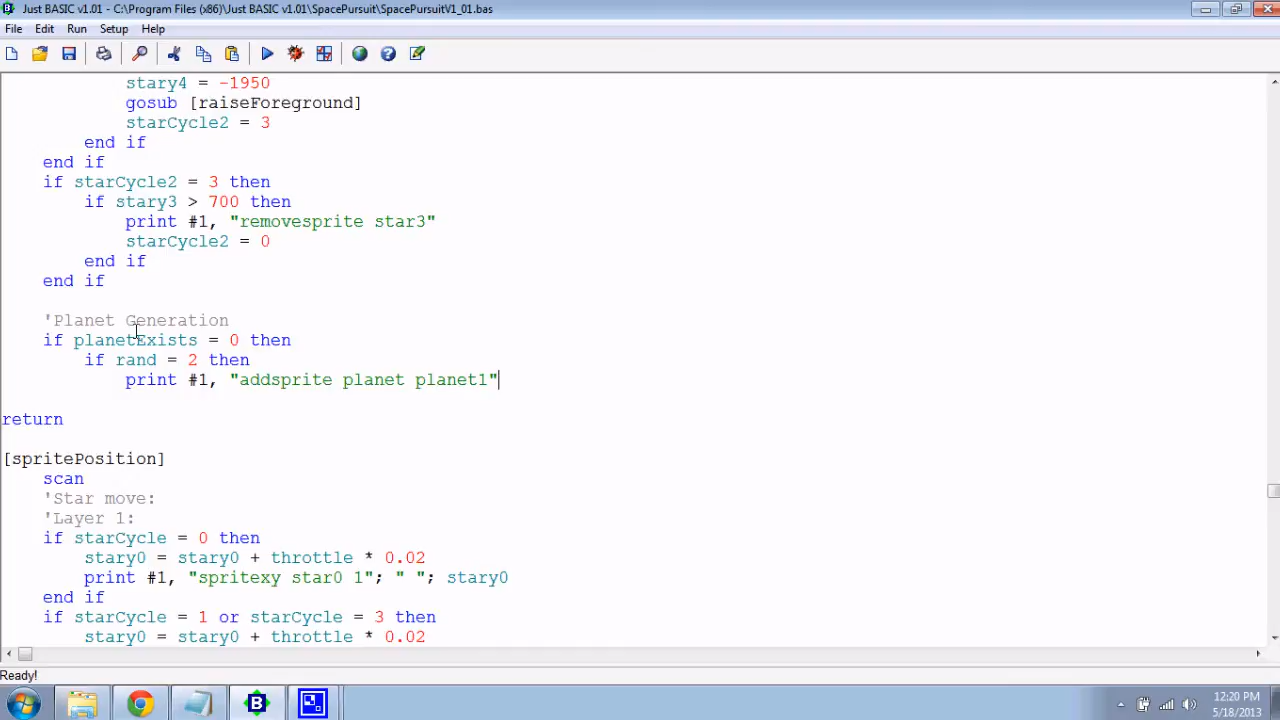 Just BASIC v1.01 - C:\Program Files (x86)\Just BASIC v1.01\SpacePursuit\SpacePursuitV1_01.bas
File Edit Run Setup Help
stary4 = -1950
gosub [raiseForeground]
starCycle2 = 3
end if
end if
if starCycle2 = 3 then
if stary3 > 700 then
print #1, "removesprite star3"
starCycle2 = 0
end if
end if
'Planet Generation
if planetExists = 0 then
if rand = 2 then
print #1, "addsprite planet planet1"
return
[spritePosition]
scan
'Star move:
'Layer 1:
if starCycle = 0 then
stary0 = stary0 + throttle * 0.02
print #1, "spritexy star0 1"; " "; stary0
end if
if starCycle = 1 or starCycle = 3 then
stary0 = stary0 + throttle * 0.02
Ready!
12:20 PM
5/18/2013